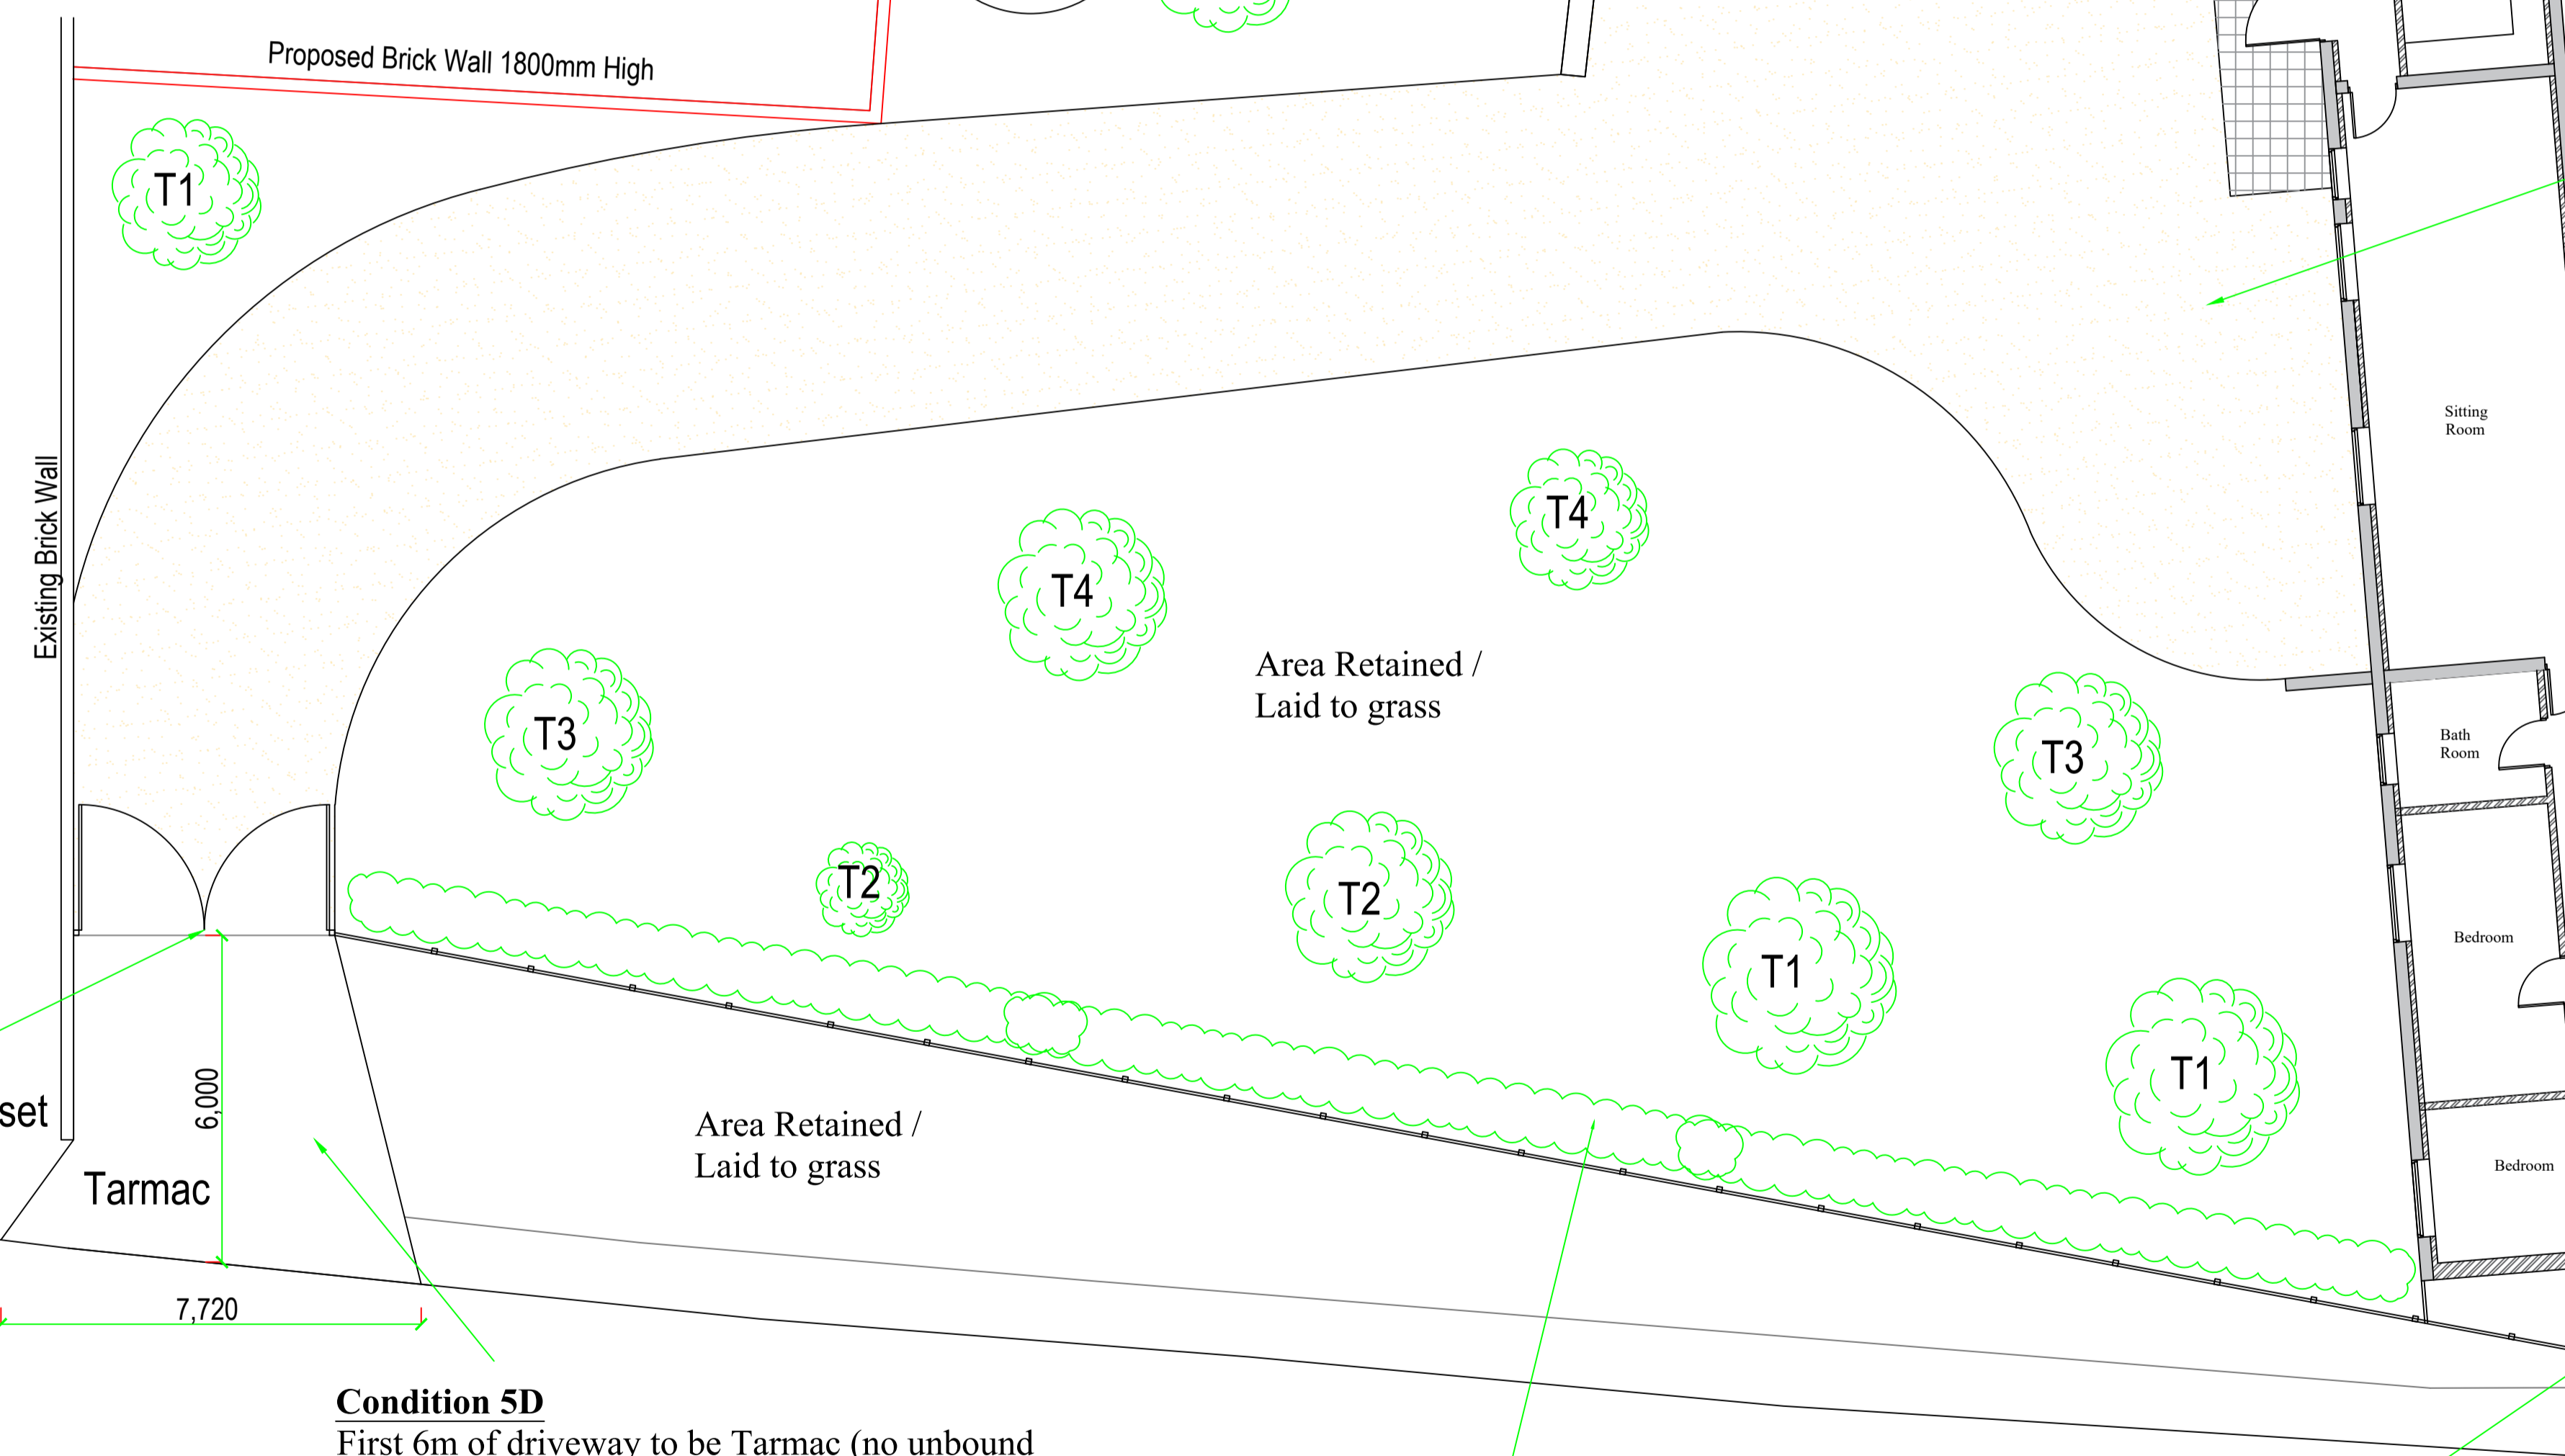 Proposed Brick Wall 1800mm High
T1
Existing Brick Wall
Sitting
Room
T4
T4
Area Retained /
Laid to grass
T3
T3
Bath
Room
T2
T2
Bedroom
T1
T1
6,000
set
Area Retained /
Laid to grass
Bedroom
Tarmac
7,720
Condition 5D
First 6m of driveway to be Tarmac (no unbound